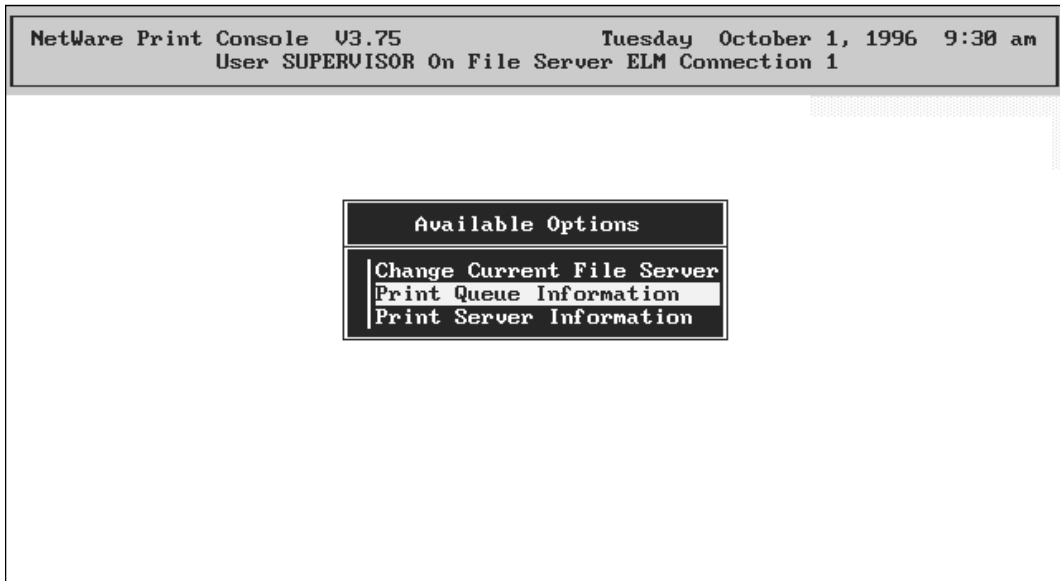 NetWare Print Console V3.75 Tuesday October 1, 1996 9:30 am
User SUPERVISOR On File Server ELM Connection 1
Available Options
Change Current File Server
Print Queue Information
Print Server Information